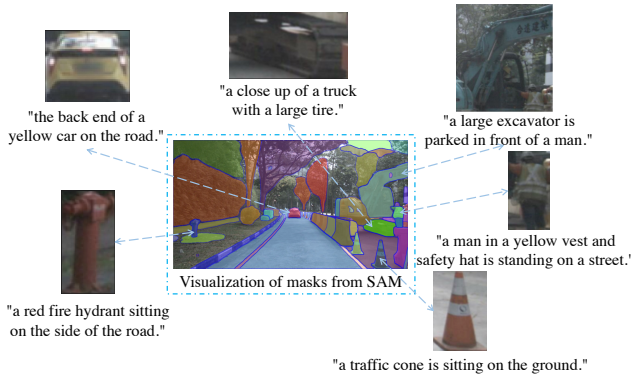 "a close up of a truck
with a large tire."
"the back end of a
yellow car on the road."
"a large excavator is
parked in front of a man."
"a man in a yellow vest and
safety hat is standing on a street."
Visualization of masks from SAM
"a red fire hydrant sitting
on the side of the road."
"a traffic cone is sitting on the ground."